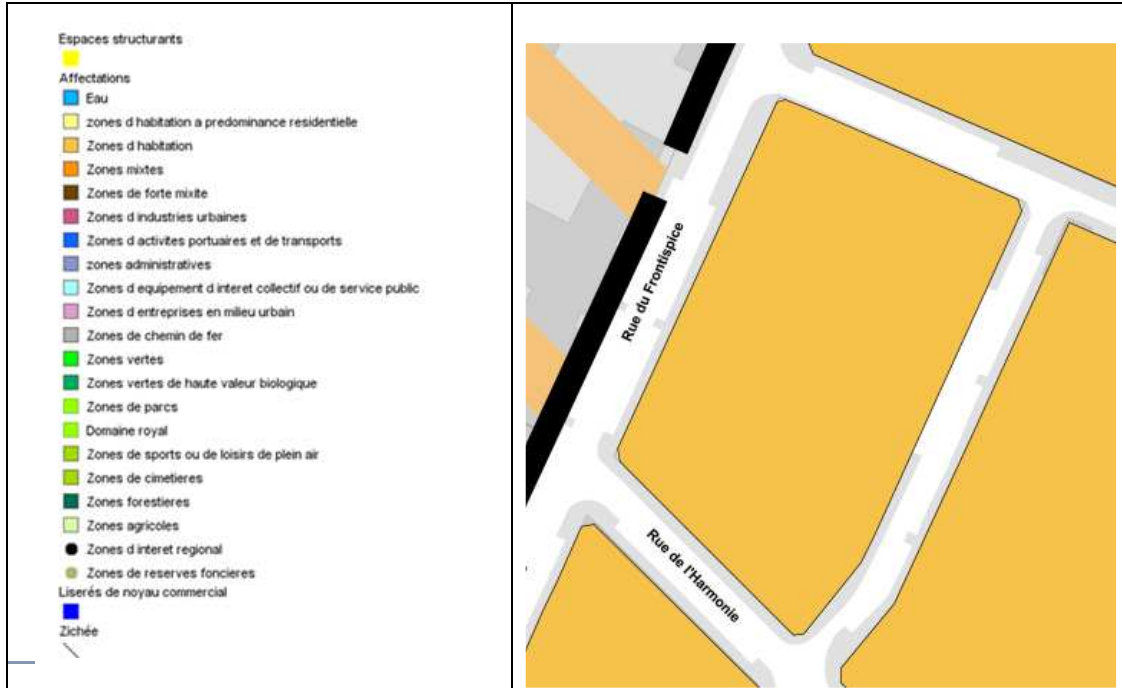 Espaces structurants
Affectations
Eau
zones d habitation a predominance residentielle
Zones d habitation
Zones mixtes
Zones de forte mixite
Zones d industries urbaines
Zones d activites portuaires et de transports
zones administratives
Zones d equipement d interet collectif ou de service public
Zones d entreprises en milieu urbain
Zones de chemin de fer
Zones vertes
Zones vertes de haute valeur biologique
Zones de parcs
Domaine royal
Zones de sports ou de loisirs de plein air
Zones de cimetieres
Zones forestieres
Zones agricoles
Zones d interet regional
Zones de reserves foncieres
Liserés de noyau commercial
Zichée
Rue du Frontispice
Rue de l'Harmonie